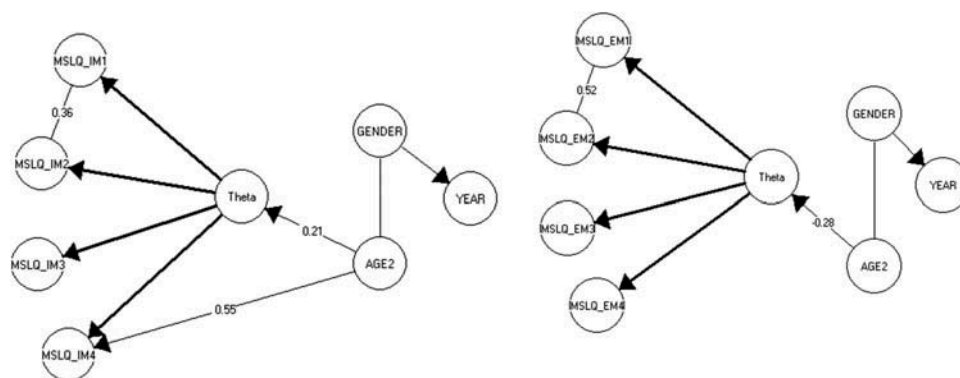 MSLQ_IM1
0.36
MSLQ_IM2
Theta
MSLQ_IM3
MSLQ_IM4
GENDER
YEAR
0.21
AGE2
0.55
MSLQ_EM1
0.52
MSLQ_EM2
Theta
MSLQ_EM3
MSLQ_EM4
GENDER
YEAR
-0.28
AGE2